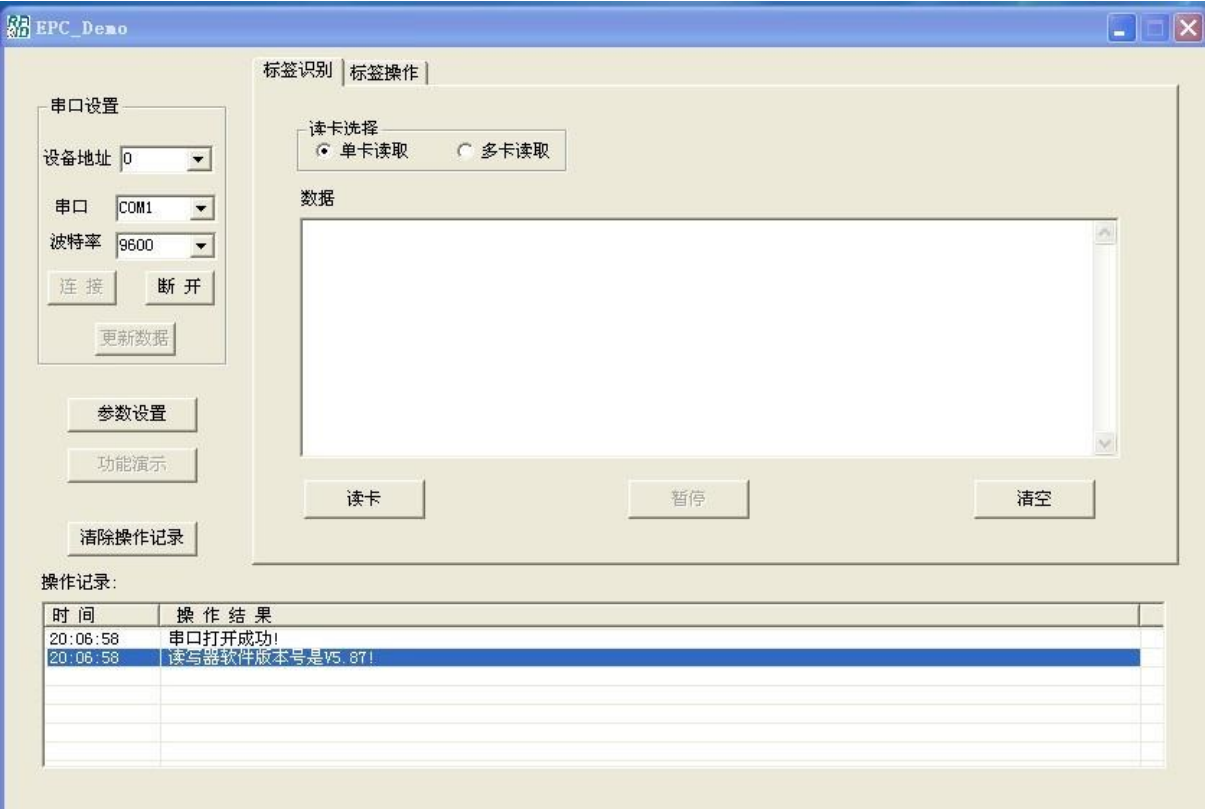 EPC_Demo
标签识别 标签操作
串口设置
设备地址 0
串口 COM1
波特率 9600
连 接 断 开
更新数据
参数设置
功能演示
清除操作记录
读卡选择
单卡读取 多卡读取
数据
读卡 暂停 清空
操作记录:
时 间 操 作 结 果
20:06:58 串口打开成功!
20:06:58 读写器软件版本号是V5.87!